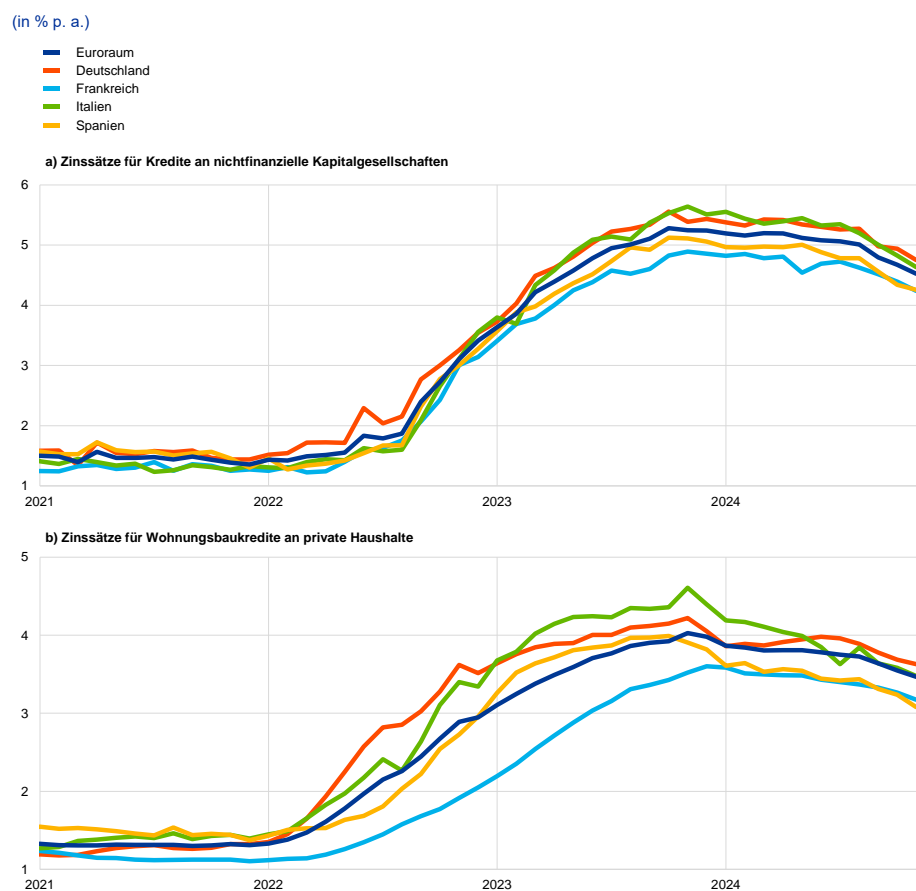 (in % p. a.)
Euroraum
Deutschland
Frankreich
Italien
Spanien
a) Zinssätze für Kredite an nichtfinanzielle Kapitalgesellschaften
6
5
4
3
2
1
2021 2022 2023 2024
b) Zinssätze für Wohnungsbaukredite an private Haushalte
5
4
3
2
1
2021 2022 2023 2024